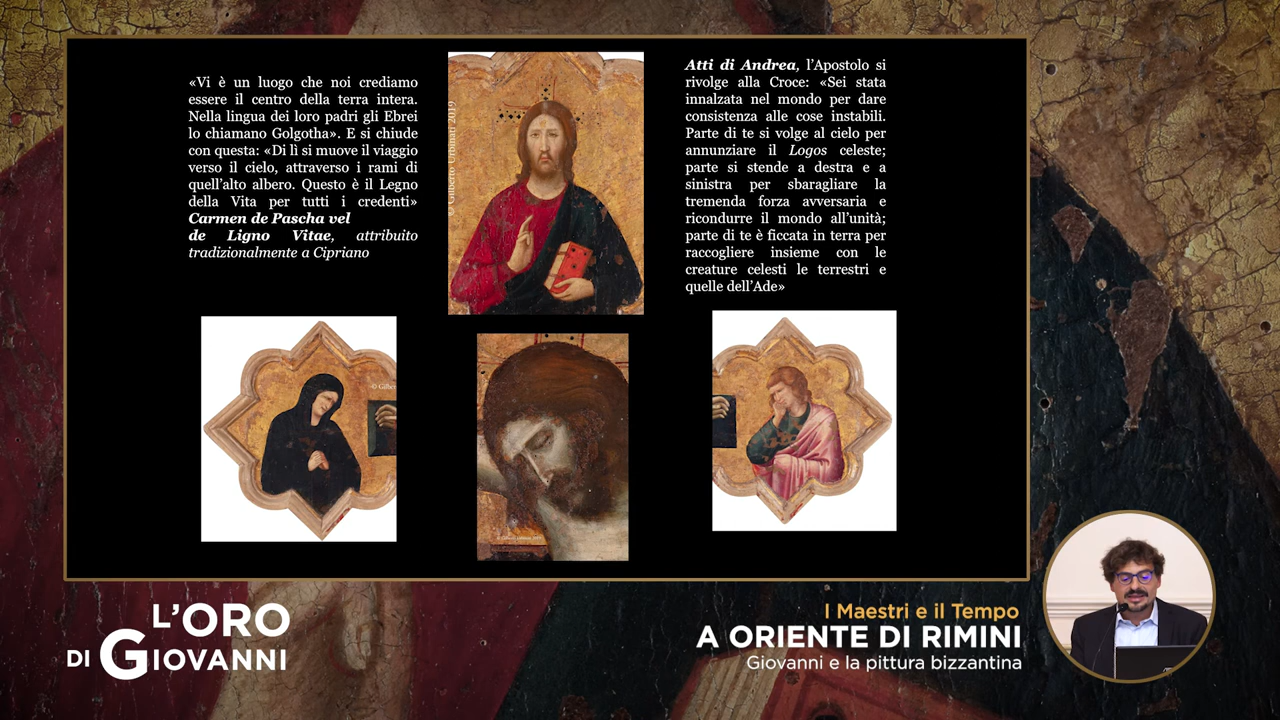 «Vi è un luogo che noi crediamo
essere il centro della terra intera.
Nella lingua dei loro padri gli Ebrei
lo chiamano Golgotha». E si chiude
con questa: «Di lì si muove il viaggio
verso il cielo, attraverso i rami di
quell'alto albero. Questo è il Legno
della Vita per tutti i credenti»
Carmen de Pascha vel
de Ligno Vitae, attribuito
tradizionalmente a Cipriano
© Gilberto Urbinati 2019
Atti di Andrea, l'Apostolo si
rivolge alla Croce: «Sei stata
innalzata nel mondo per dare
consistenza alle cose instabili.
Parte di te si volge al cielo per
annunziare il Logos celeste;
parte si stende a destra e a
sinistra per sbaragliare la
tremenda forza avversaria e
ricondurre il mondo all'unità;
parte di te è ficcata in terra per
raccogliere insieme con le
creature celesti le terrestri e
quelle dell'Ade»
© Gilber
© Gilberto Urbinati 2019
L'ORO
DI GIOVANNI
I Maestri e il Tempo
A ORIENTE DI RIMINI
Giovanni e la pittura bizzantina